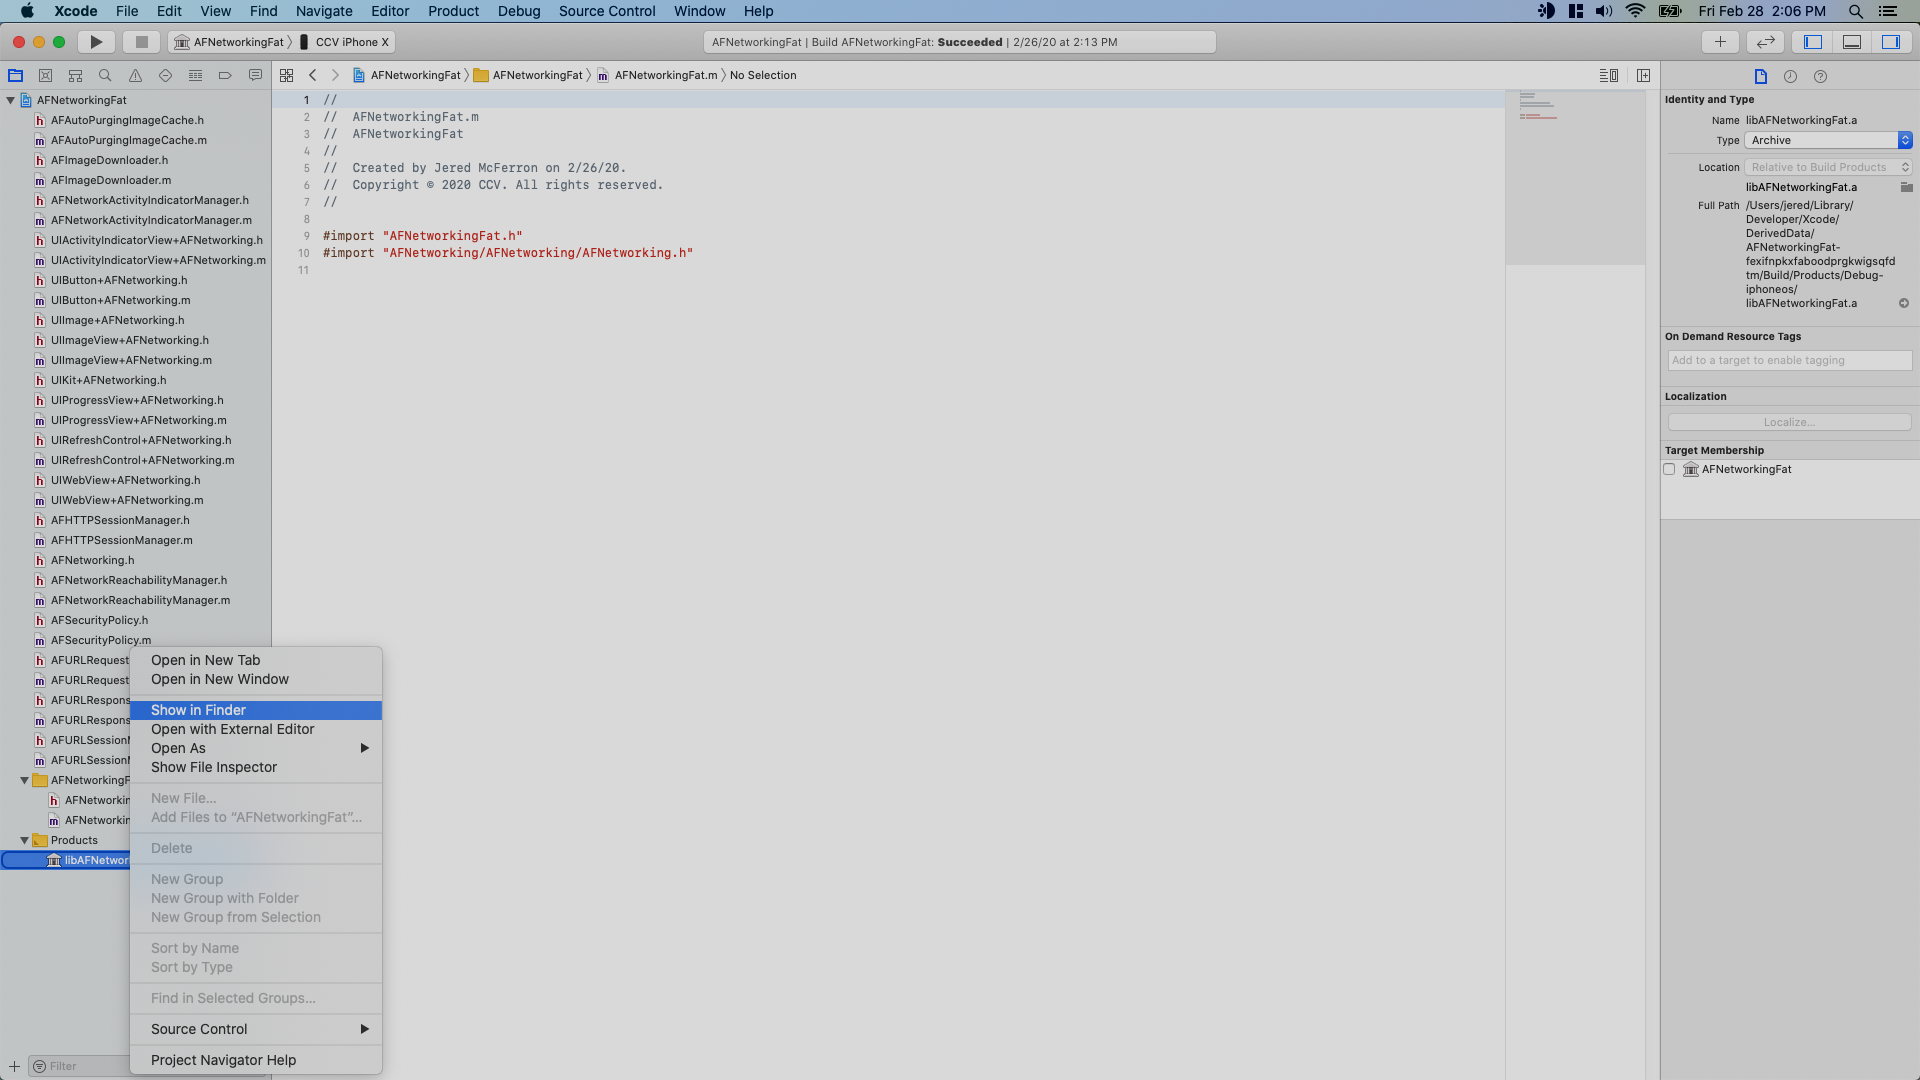 Xcode File Edit View Find Navigate Editor Product Debug Source Control Window Help Fri Feb 28 2:06 PM
AFNetworkingFat CCV iPhone X AFNetworkingFat | Build AFNetworkingFat: Succeeded | 2/26/20 at 2:13 PM
AFNetworkingFat AFNetworkingFat AFNetworkingFat.m No Selection
AFNetworkingFat
h AFAutoPurgingImageCache.h
m AFAutoPurgingImageCache.m
h AFImageDownloader.h
m AFImageDownloader.m
h AFNetworkActivityIndicatorManager.h
m AFNetworkActivityIndicatorManager.m
h UIActivityIndicatorView+AFNetworking.h
m UIActivityIndicatorView+AFNetworking.m
h UIButton+AFNetworking.h
m UIButton+AFNetworking.m
h UIImage+AFNetworking.h
h UIImageView+AFNetworking.h
m UIImageView+AFNetworking.m
h UIKit+AFNetworking.h
h UIProgressView+AFNetworking.h
m UIProgressView+AFNetworking.m
h UIRefreshControl+AFNetworking.h
m UIRefreshControl+AFNetworking.m
h UIWebView+AFNetworking.h
m UIWebView+AFNetworking.m
h AFHTTPSessionManager.h
m AFHTTPSessionManager.m
h AFNetworking.h
h AFNetworkReachabilityManager.h
m AFNetworkReachabilityManager.m
h AFSecurityPolicy.h
m AFSecurityPolicy.m
h AFURLRequest
m AFURLRequest
h AFURLRespons
m AFURLRespons
h AFURLSession
m AFURLSession
AFNetworkingF
h AFNetworkin
m AFNetworkin
Products
libAFNetwor
Filter
1 //
2 // AFNetworkingFat.m
3 // AFNetworkingFat
4 //
5 // Created by Jered McFerron on 2/26/20.
6 // Copyright © 2020 CCV. All rights reserved.
7 //
8
9 #import "AFNetworkingFat.h"
10 #import "AFNetworking/AFNetworking/AFNetworking.h"
11
Open in New Tab
Open in New Window
Show in Finder
Open with External Editor
Open As
Show File Inspector
New File...
Add Files to “AFNetworkingFat”...
Delete
New Group
New Group with Folder
New Group from Selection
Sort by Name
Sort by Type
Find in Selected Groups...
Source Control
Project Navigator Help
Identity and Type
Name libAFNetworkingFat.a
Type Archive
Location Relative to Build Products
libAFNetworkingFat.a
Full Path /Users/jered/Library/
Developer/Xcode/
DerivedData/
AFNetworkingFat-
fexifnpkxfaboodprgkwigsqfd
tm/Build/Products/Debug-
iphoneos/
libAFNetworkingFat.a
On Demand Resource Tags
Add to a target to enable tagging
Localization
Localize...
Target Membership
AFNetworkingFat